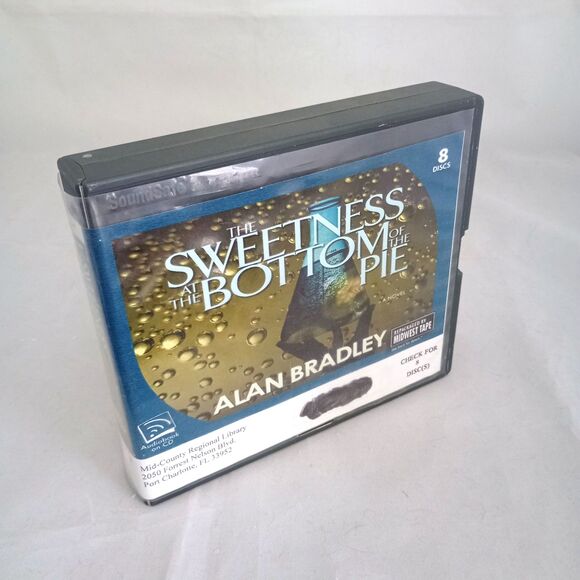 SoundSafe
8
DISCS
THE
SWEETNESS
AT THE BOTTOM OF THE
PIE
A NOVEL
REPACKAGED BY
MIDWEST TAPE
ALAN BRADLEY
CHECK FOR
8
DISC(S)
Audiobook
on CD
Mid-County Regional Library
2050 Forrest Nelson Blvd.
Port Charlotte, FL 33952